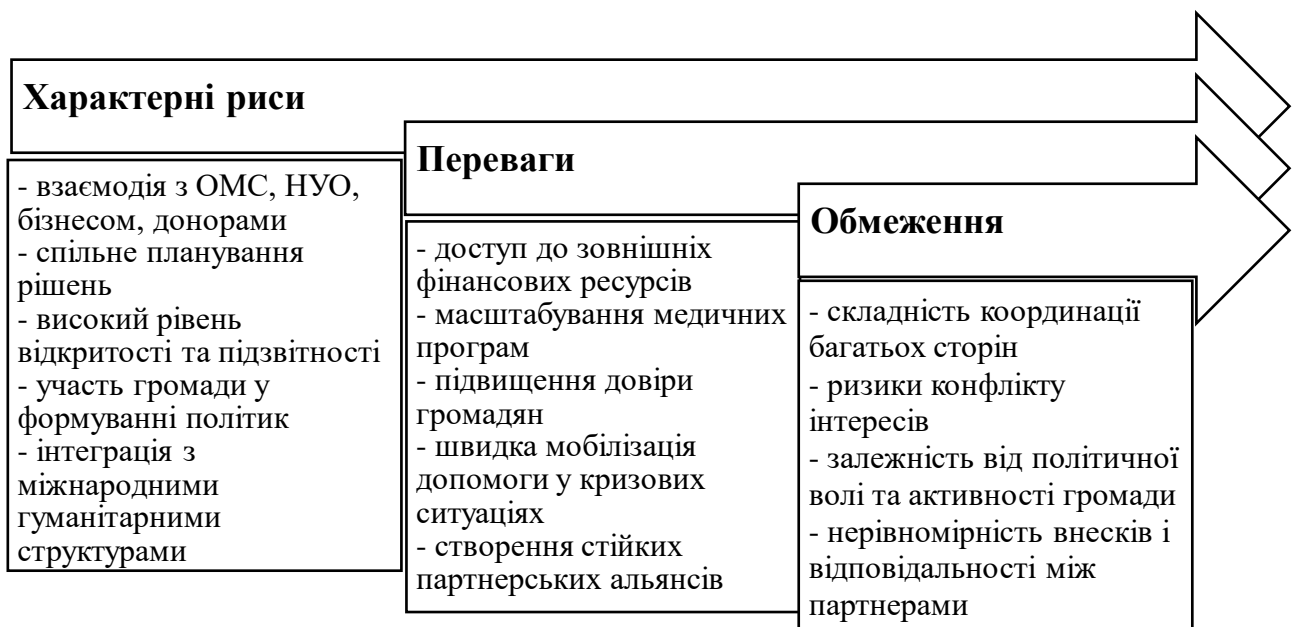 Характерні риси
- взаємодія з ОМС, НУО,
бізнесом, донорами
- спільне планування
рішень
- високий рівень
відкритості та підзвітності
- участь громади у
формуванні політик
- інтеграція з
міжнародними
гуманітарними
структурами
Переваги
- доступ до зовнішніх
фінансових ресурсів
- масштабування медичних
програм
- підвищення довіри
громадян
- швидка мобілізація
допомоги у кризових
ситуаціях
- створення стійких
партнерських альянсів
Обмеження
- складність координації
багатьох сторін
- ризики конфлікту
інтересів
- залежність від політичної
волі та активності громади
- нерівномірність внесків і
відповідальності між
партнерами